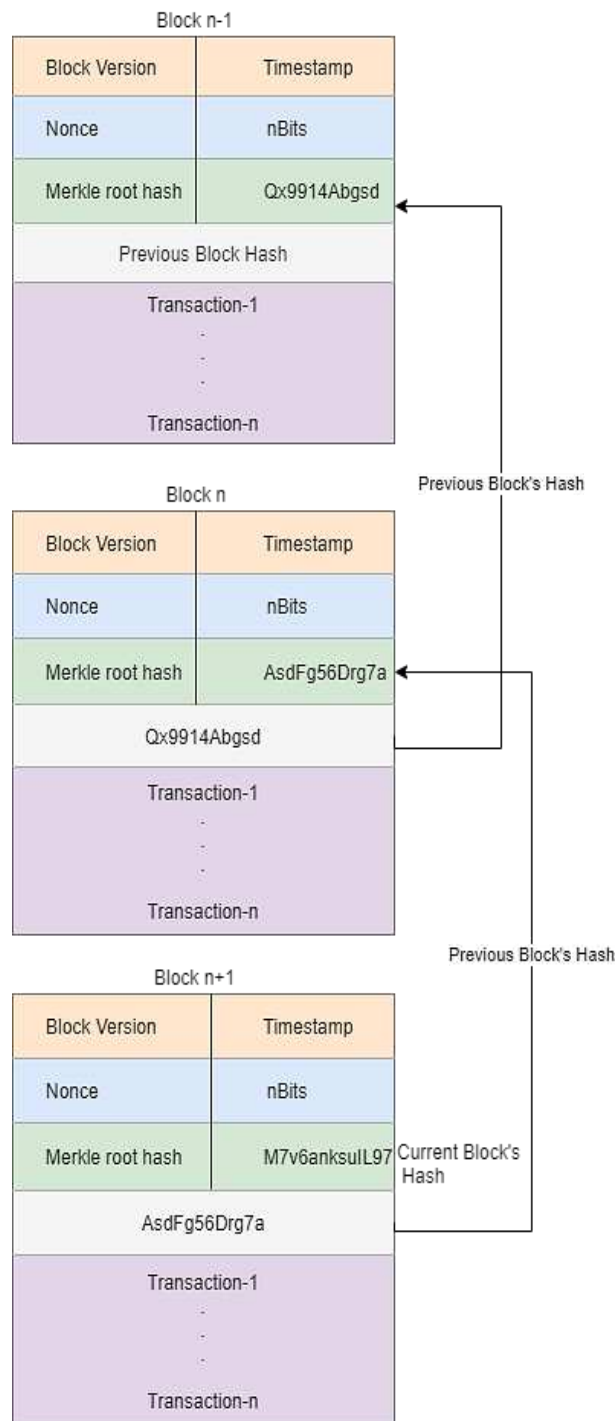 Block n-1
Block Version Timestamp
Nonce nBits
Merkle root hash Qx9914Abgsd
Previous Block Hash
Transaction-1
.
.
.
Transaction-n
Previous Block's Hash
Block n
Block Version Timestamp
Nonce nBits
Merkle root hash AsdFg56Drg7a
Qx9914Abgsd
Transaction-1
.
.
.
Transaction-n
Previous Block's Hash
Block n+1
Block Version Timestamp
Nonce nBits
Merkle root hash M7v6anksulL97 Current Block's
Hash
AsdFg56Drg7a
Transaction-1
.
.
.
Transaction-n